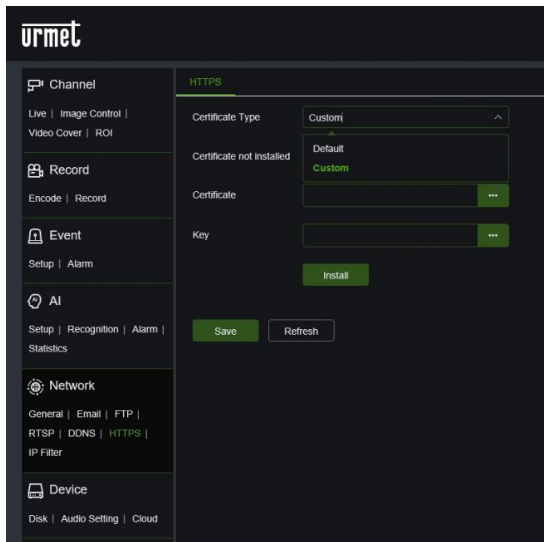 urmet
Channel
Live | Image Control |
Video Cover | ROI
Record
Encode | Record
Event
Setup | Alarm
AI
Setup | Recognition | Alarm |
Statistics
Network
General | Email | FTP |
RTSP | DDNS | HTTPS |
IP Filter
Device
Disk | Audio Setting | Cloud
HTTPS
Certificate Type Custom
Default
Custom
Certificate not installed
Certificate ...
Key ...
Install
Save Refresh